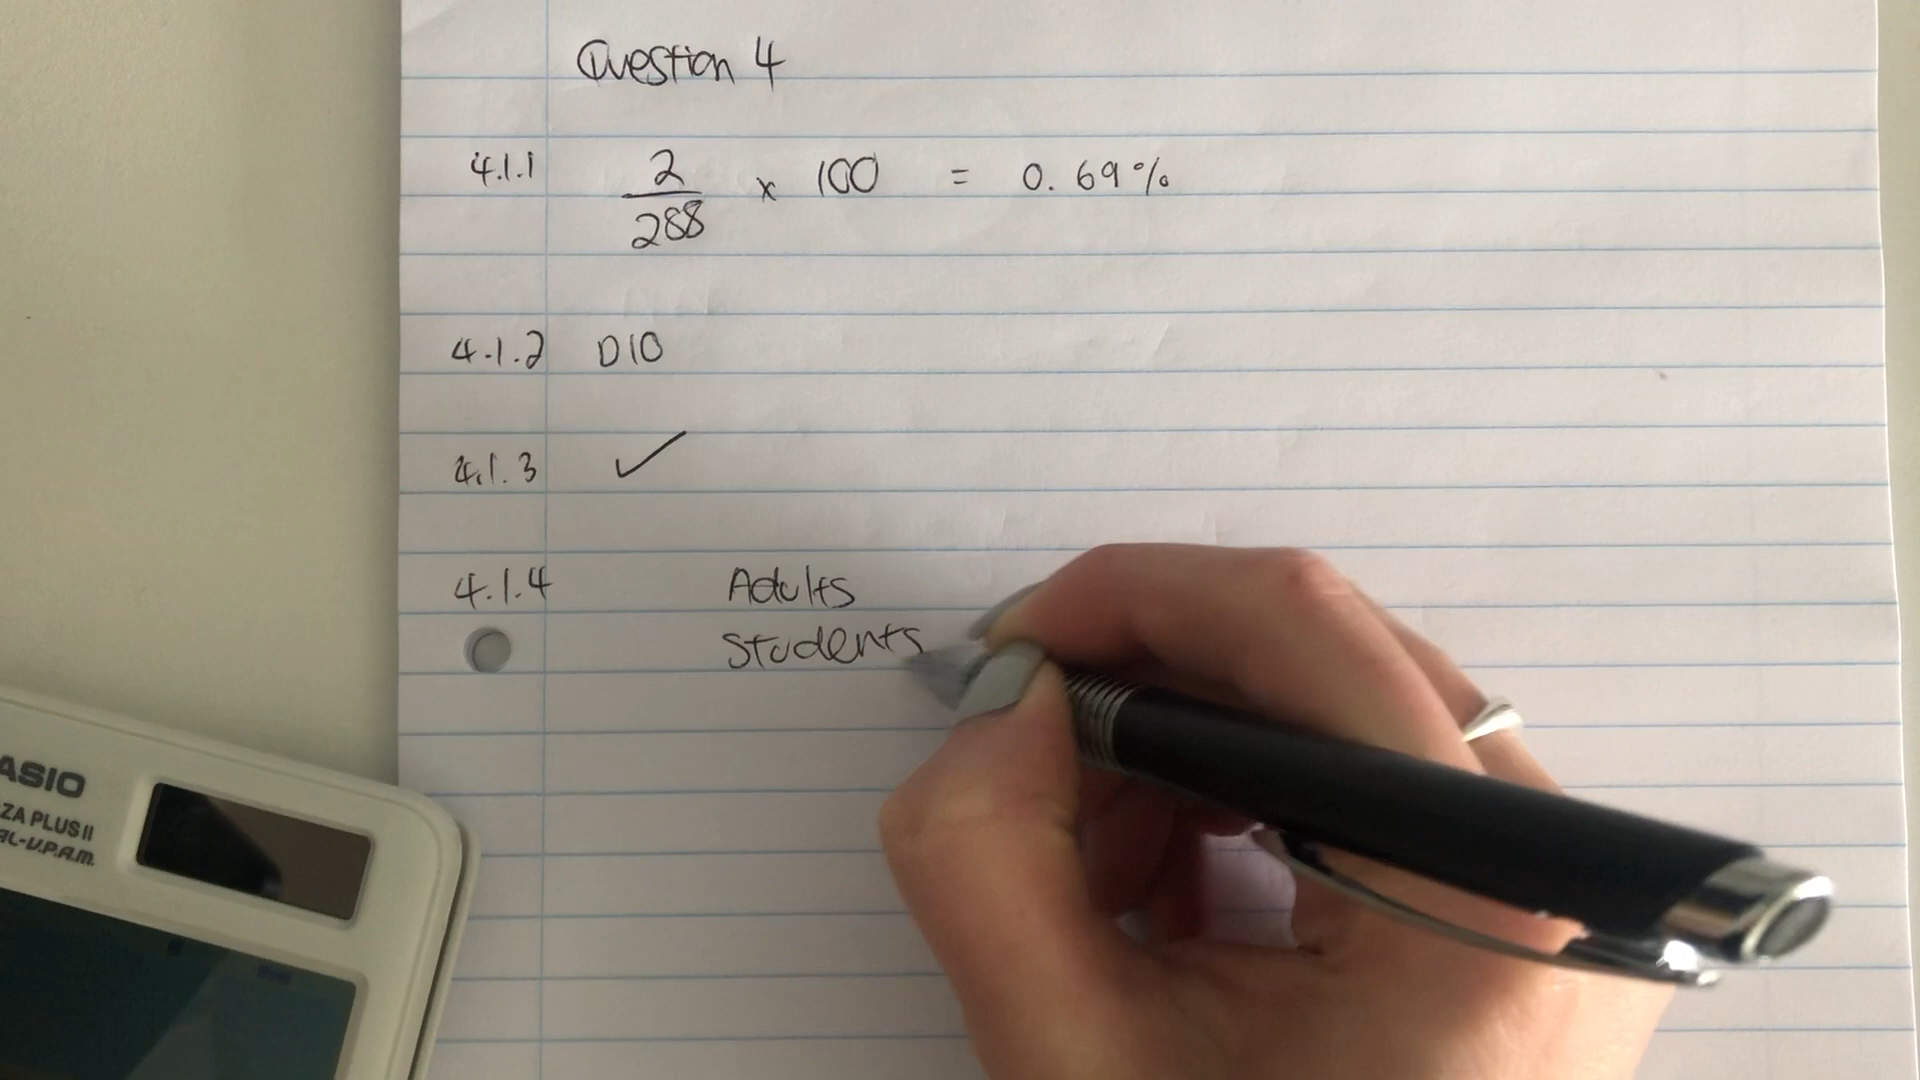 Question 4
4.1.1 2/288 x 100 = 0.69%
4.1.2 D10
4.1.3 ✓
4.1.4 Adults
Students
ASIO
ZA PLUS II
AL-V.P.A.M.